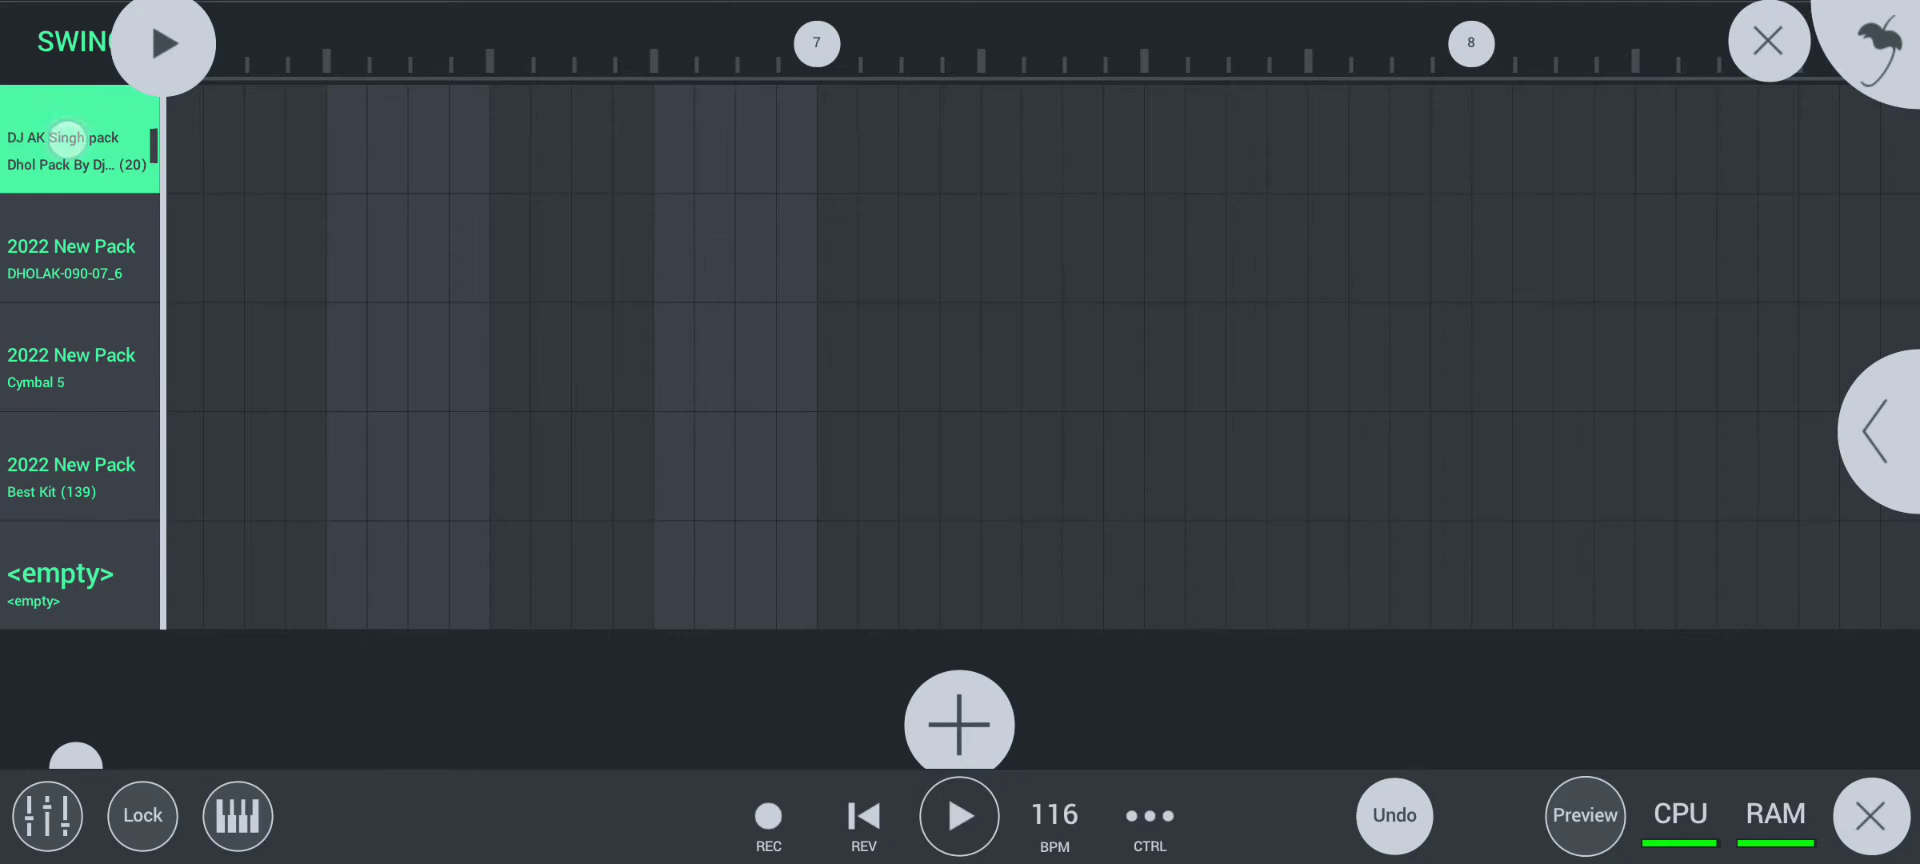 SWING
7
8
DJ AK Singh pack
Dhol Pack By Dj... (20)
2022 New Pack
DHOLAK-090-07_6
2022 New Pack
Cymbal 5
2022 New Pack
Best Kit (139)
<empty>
<empty>
Lock
REC
REV
116
BPM
CTRL
Undo
Preview
CPU
RAM